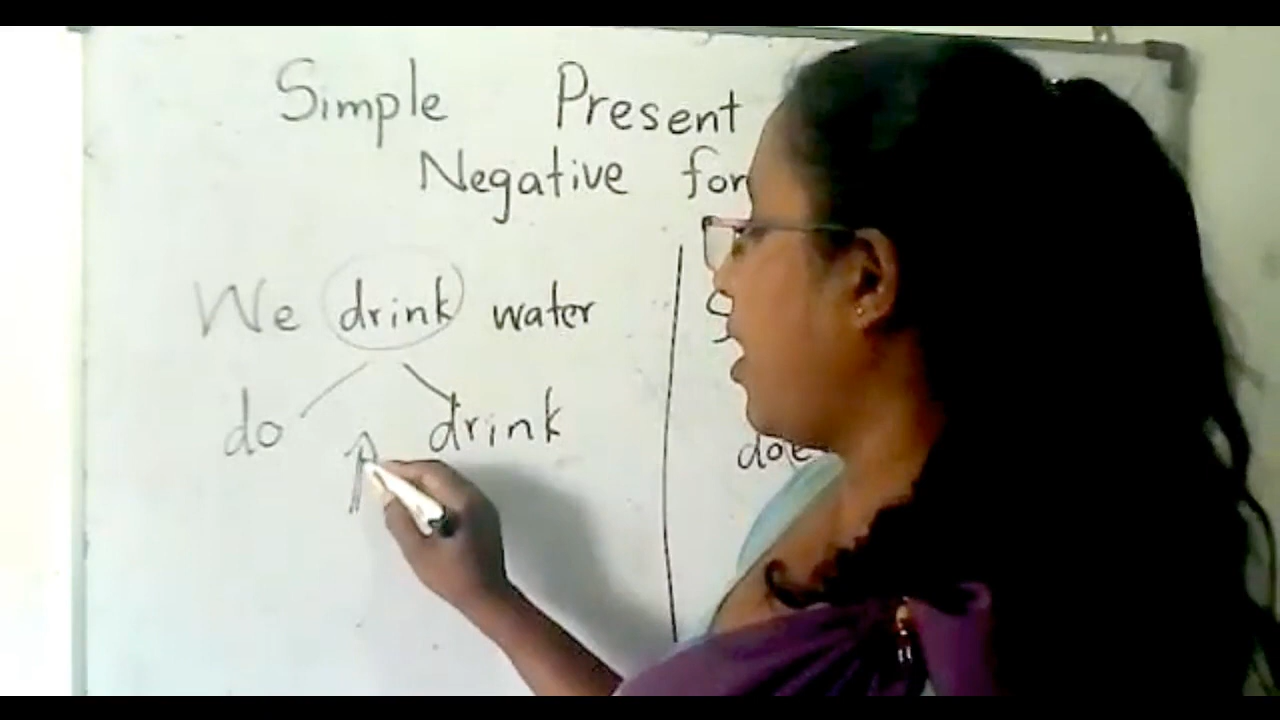 Simple Present
Negative for
We drink water
do drink
doe